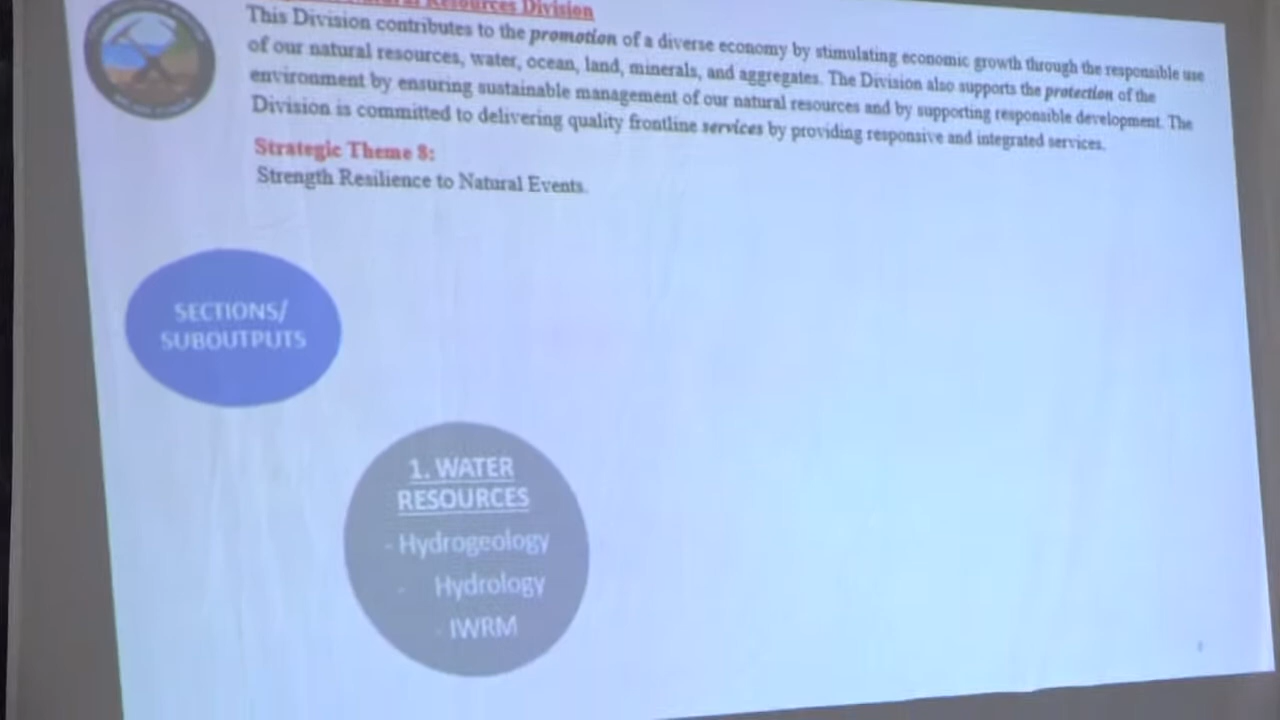 Natural Resources Division
This Division contributes to the promotion of a diverse economy by stimulating economic growth through the responsible use
of our natural resources, water, ocean, land, minerals, and aggregates. The Division also supports the protection of the
environment by ensuring sustainable management of our natural resources and by supporting responsible development. The
Division is committed to delivering quality frontline services by providing responsive and integrated services.
Strategic Theme 8:
Strength Resilience to Natural Events.
SECTIONS/
SUBOUTPUTS
1. WATER
RESOURCES
- Hydrogeology
- Hydrology
- IWRM